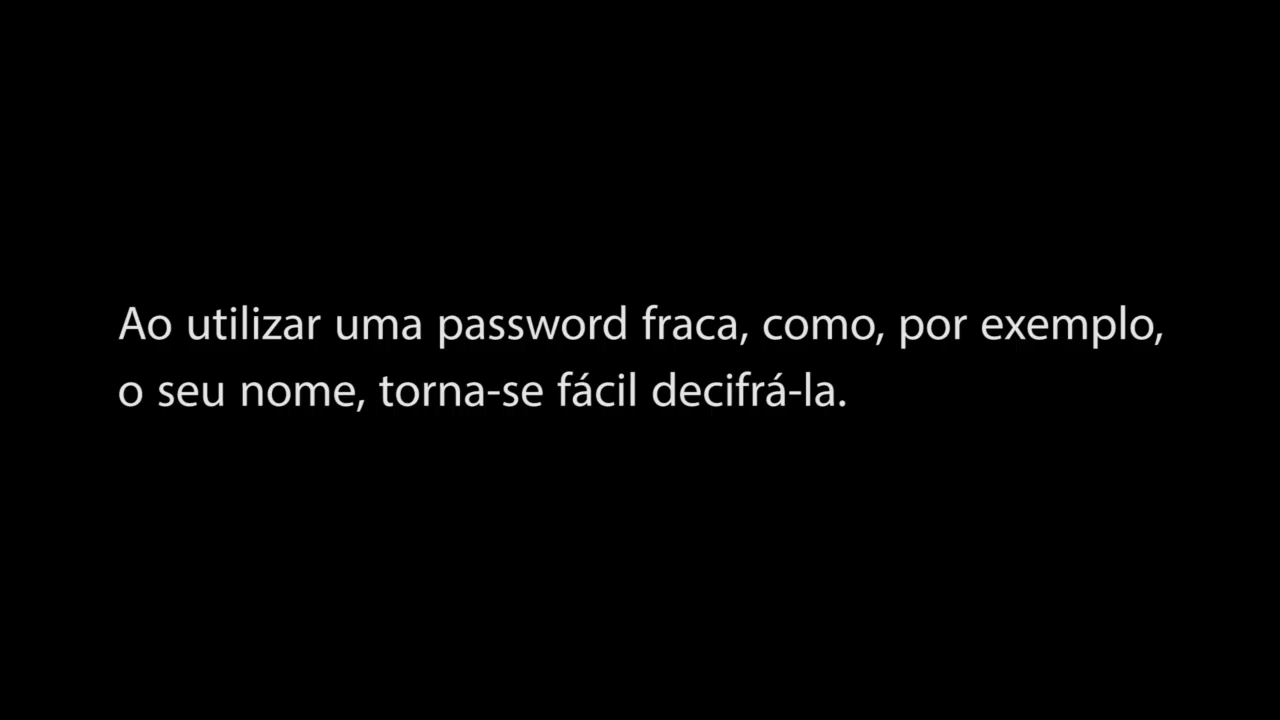 Ao utilizar uma password fraca, como, por exemplo,
o seu nome, torna-se fácil decifrá-la.